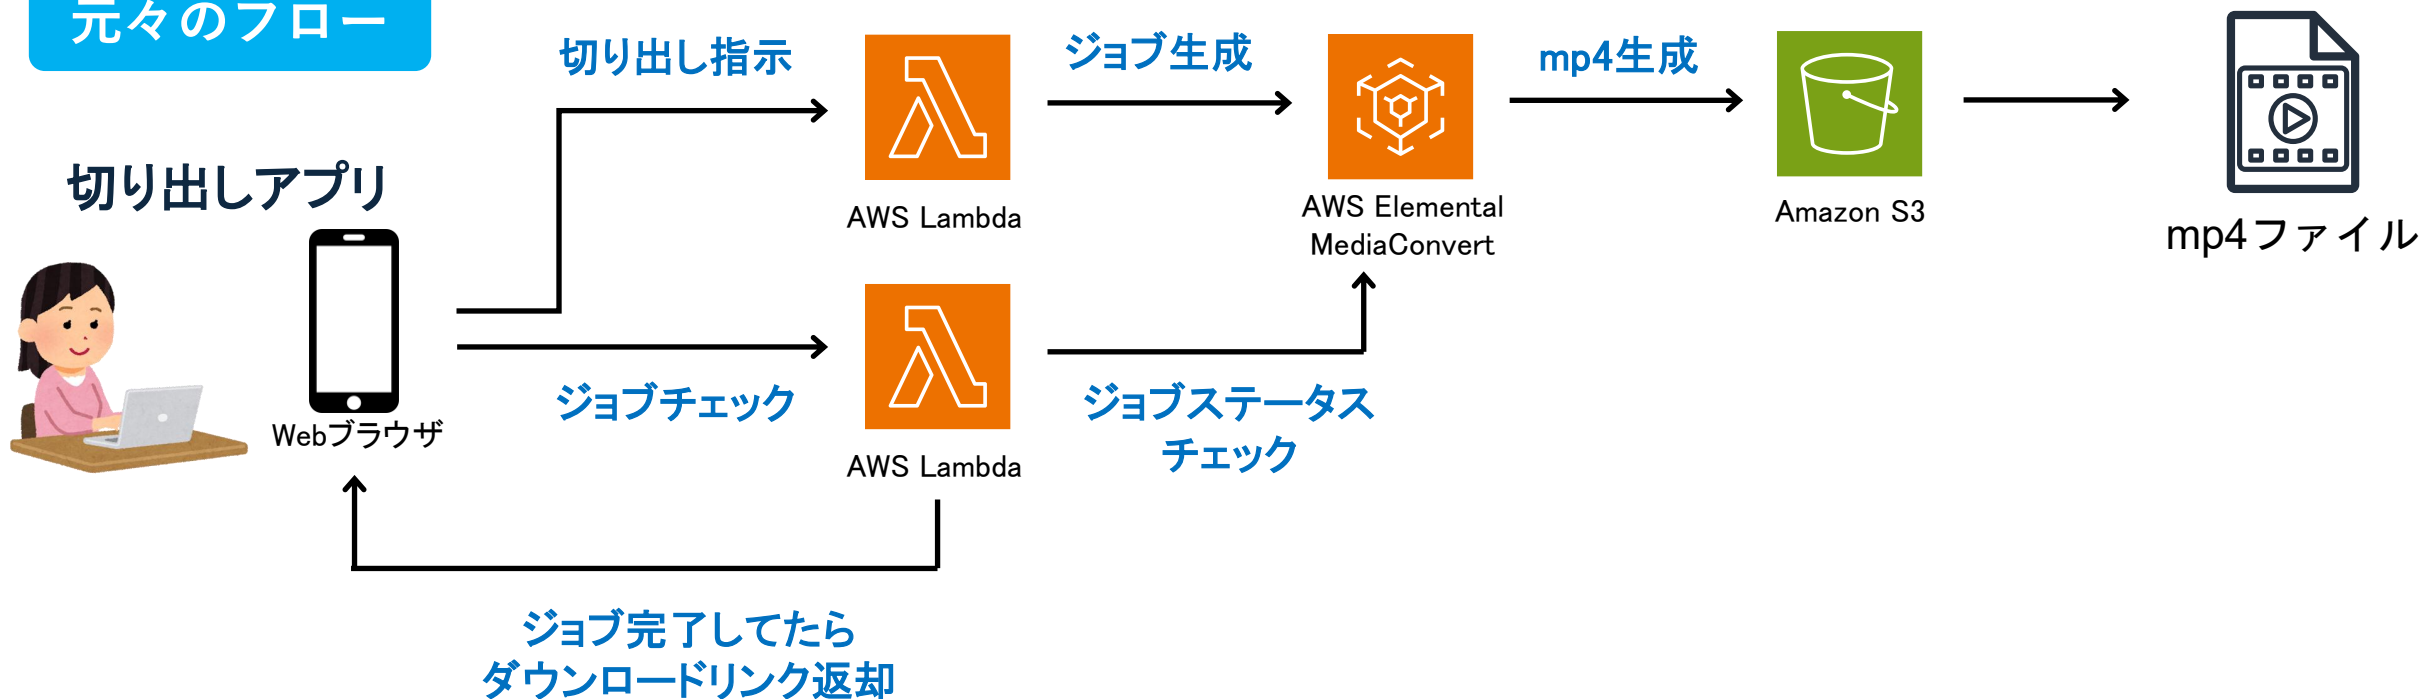 元々のフロー
切り出し指示
ジョブ生成
mp4生成
切り出しアプリ
AWS Lambda
AWS Elemental
MediaConvert
Amazon S3
mp4ファイル
Webブラウザ
ジョブチェック
AWS Lambda
ジョブステータス
チェック
ジョブ完了してたら
ダウンロードリンク返却